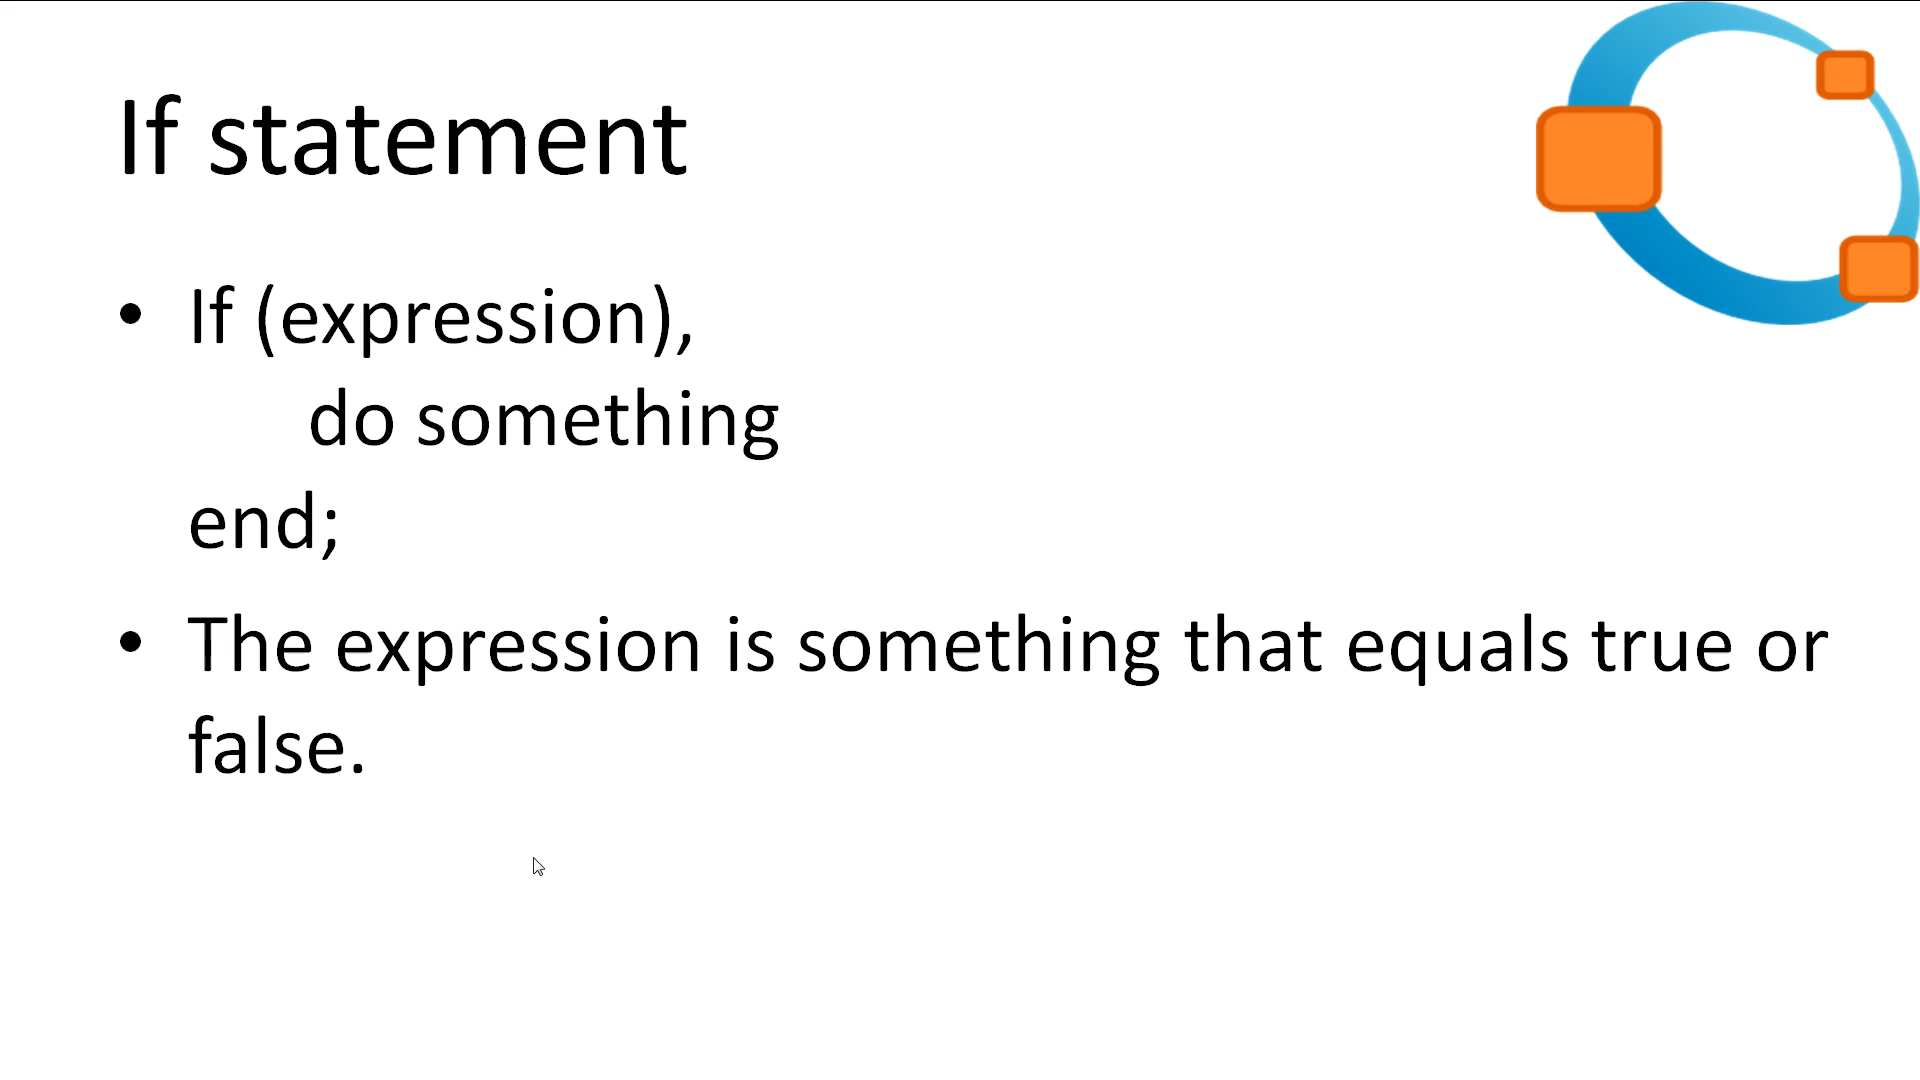 If statement
• If (expression),
do something
end;
• The expression is something that equals true or
false.